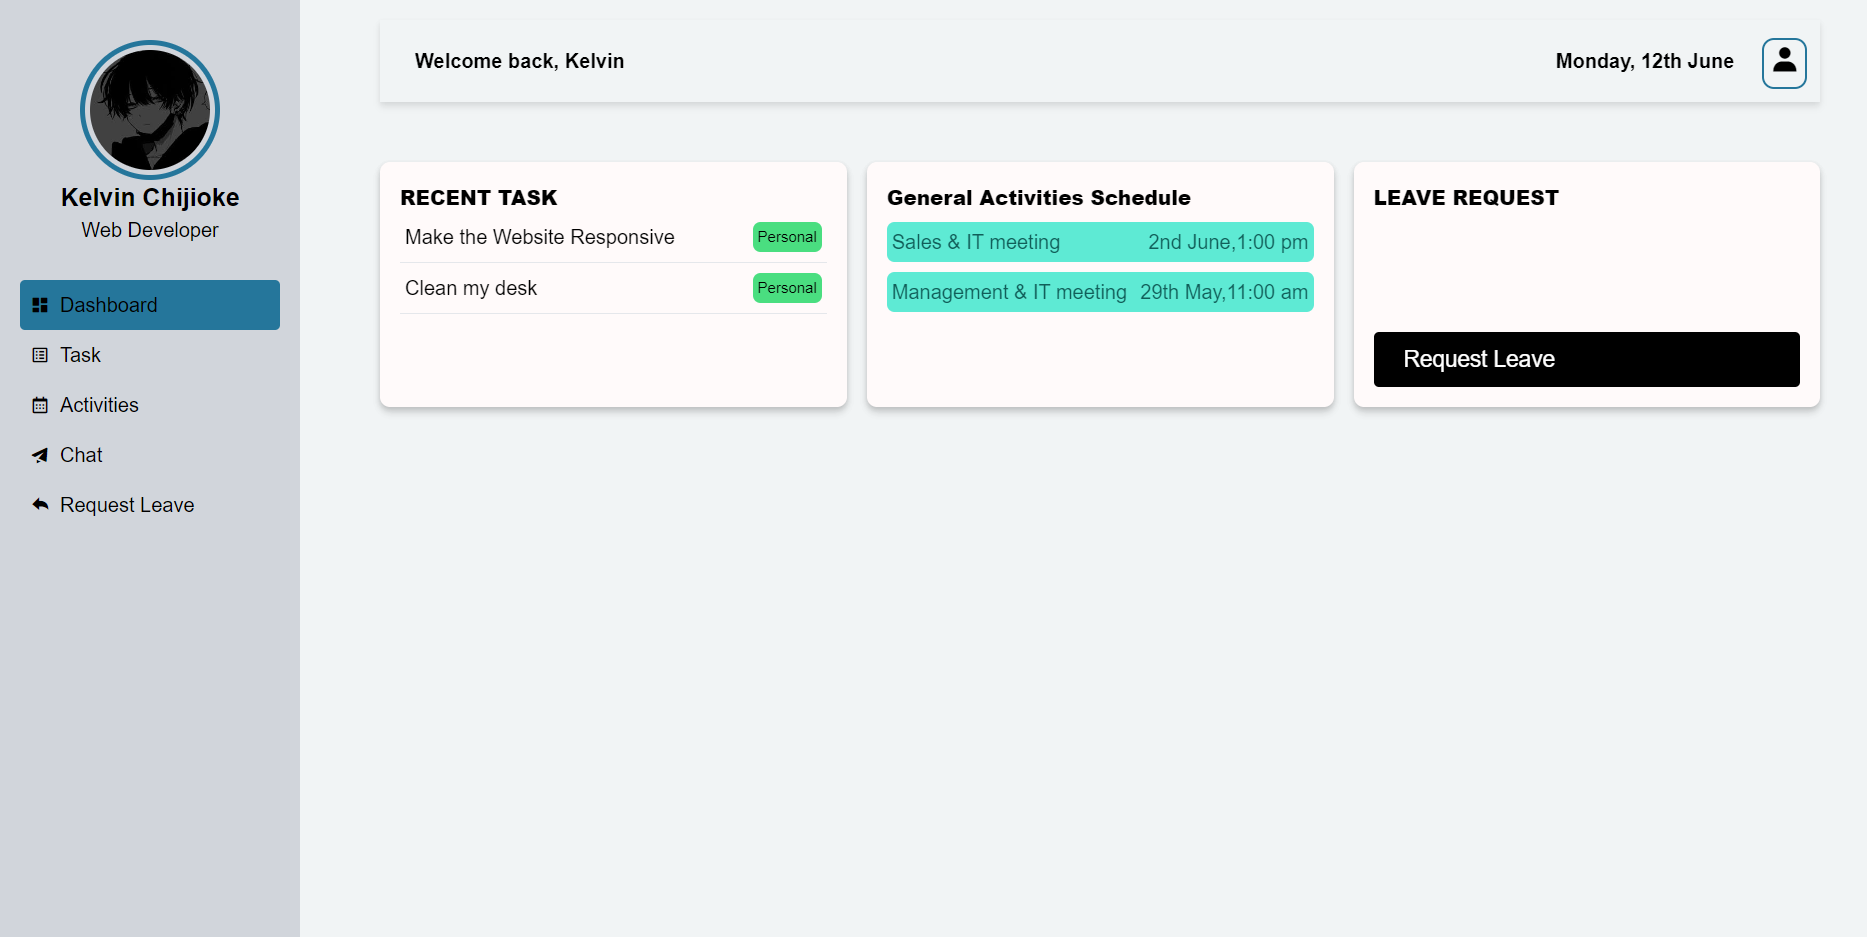 Kelvin Chijioke
Web Developer
Dashboard
Task
Activities
Chat
Request Leave
Welcome back, Kelvin
Monday, 12th June
RECENT TASK
Make the Website Responsive Personal
Clean my desk Personal
General Activities Schedule
Sales & IT meeting 2nd June,1:00 pm
Management & IT meeting 29th May,11:00 am
LEAVE REQUEST
Request Leave